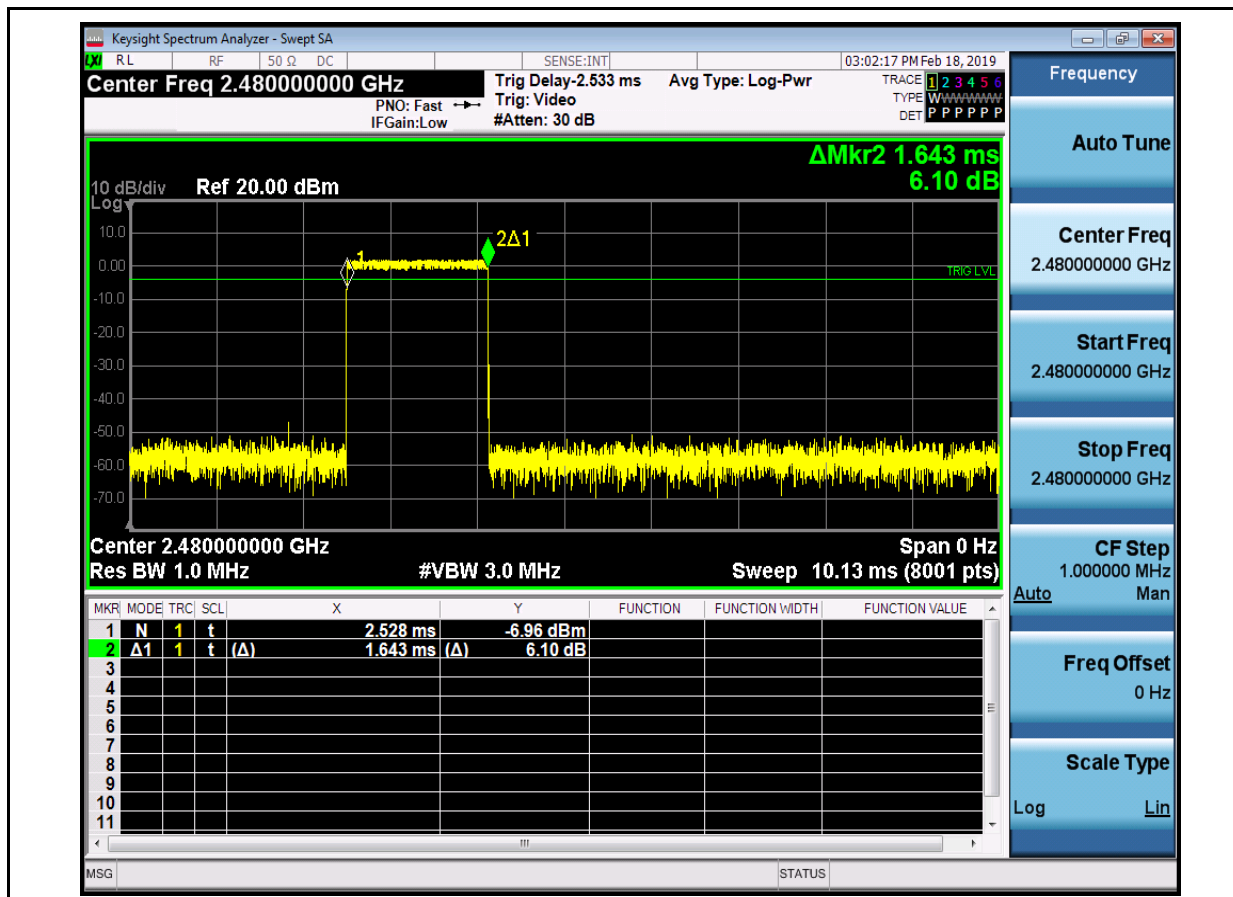 Keysight Spectrum Analyzer - Swept SA
LXI RL RF 50 Ω DC SENSE:INT 03:02:17 PM Feb 18, 2019
Center Freq 2.480000000 GHz Trig Delay-2.533 ms Avg Type: Log-Pwr TRACE 1 2 3 4 5 6
PNO: Fast Trig: Video TYPE WWWWWW
IFGain:Low #Atten: 30 dB DET P P P P P P
ΔMkr2 1.643 ms
6.10 dB
10 dB/div Ref 20.00 dBm
Log
10.0
0.00
-10.0
-20.0
-30.0
-40.0
-50.0
-60.0
-70.0
1
2Δ1
TRIG LVL
Center 2.480000000 GHz Span 0 Hz
Res BW 1.0 MHz #VBW 3.0 MHz Sweep 10.13 ms (8001 pts)
MKR MODE TRC SCL X Y FUNCTION FUNCTION WIDTH FUNCTION VALUE
1 N 1 t 2.528 ms -6.96 dBm
2 Δ1 1 t (Δ) 1.643 ms (Δ) 6.10 dB
3
4
5
6
7
8
9
10
11
MSG STATUS
Frequency
Auto Tune
Center Freq
2.480000000 GHz
Start Freq
2.480000000 GHz
Stop Freq
2.480000000 GHz
CF Step
1.000000 MHz
Auto Man
Freq Offset
0 Hz
Scale Type
Log Lin